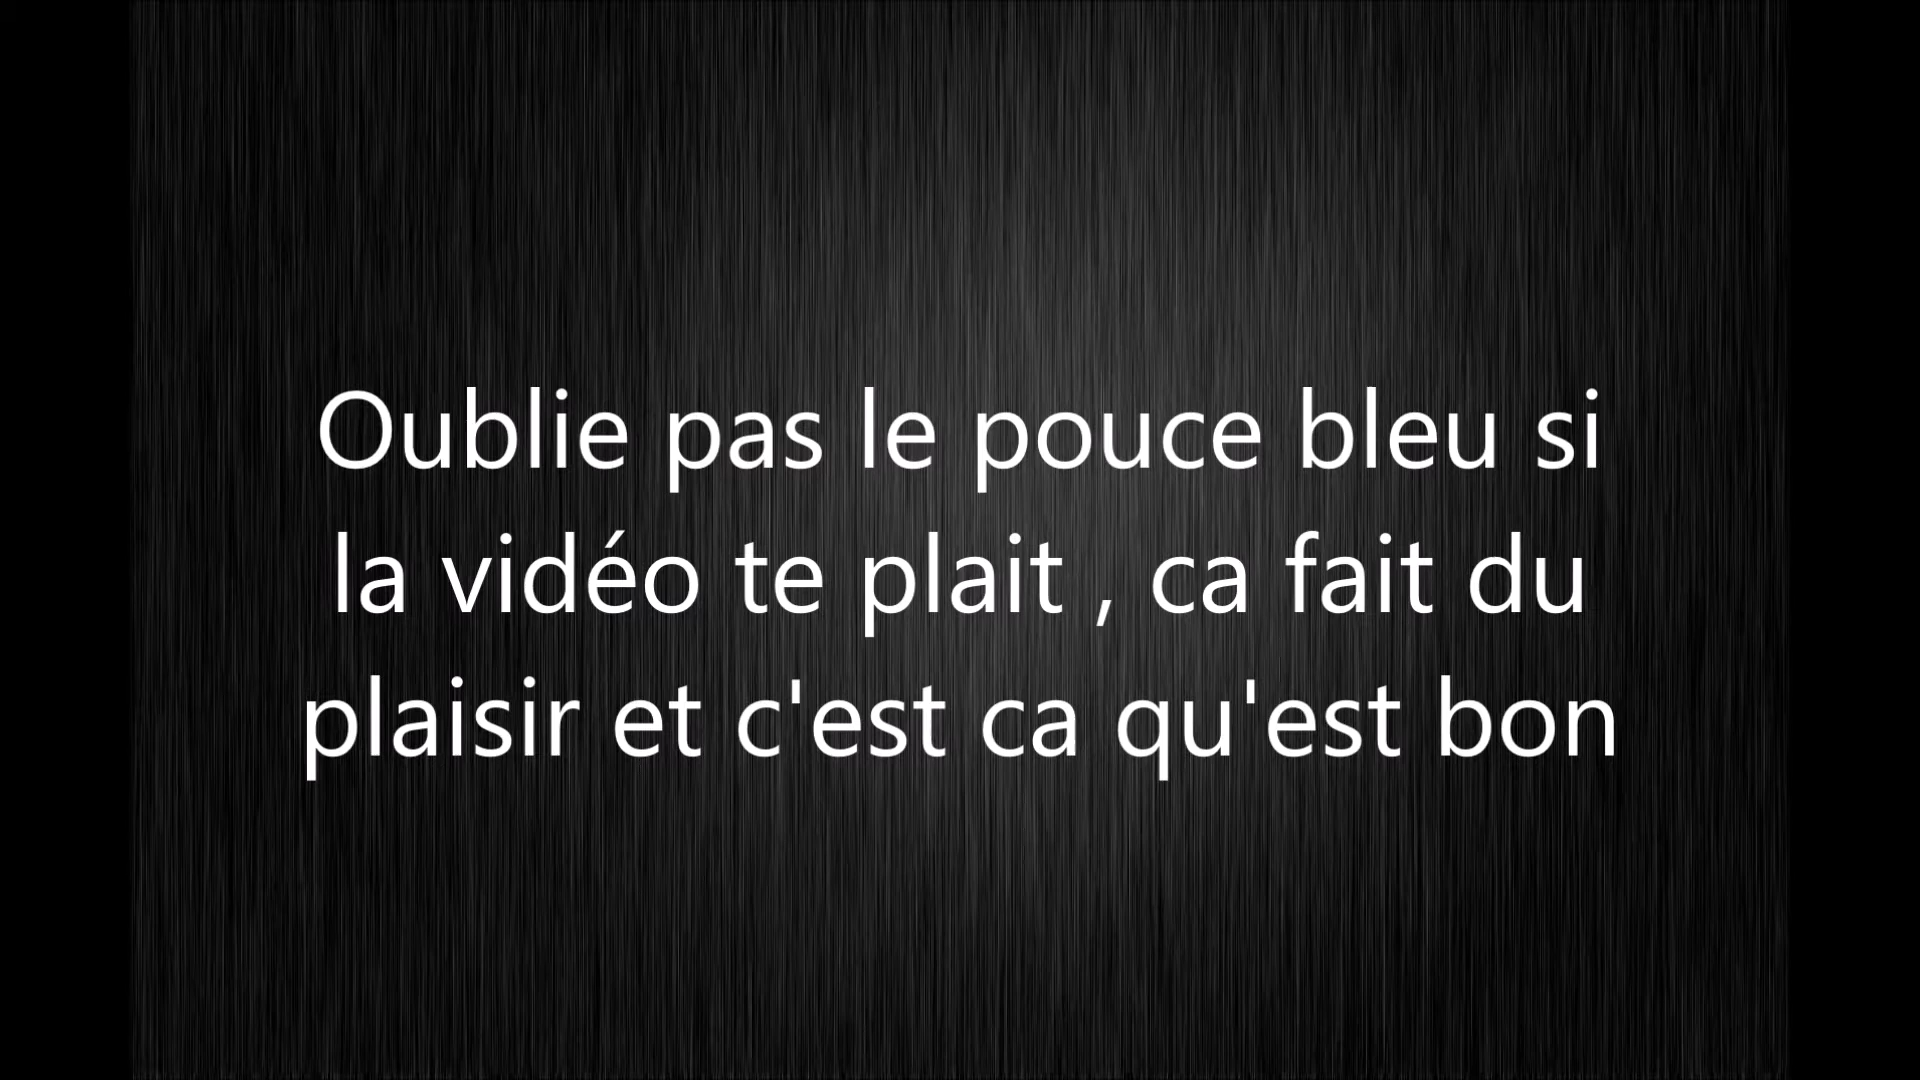 Oublie pas le pouce bleu si
la vidéo te plait , ca fait du
plaisir et c'est ca qu'est bon